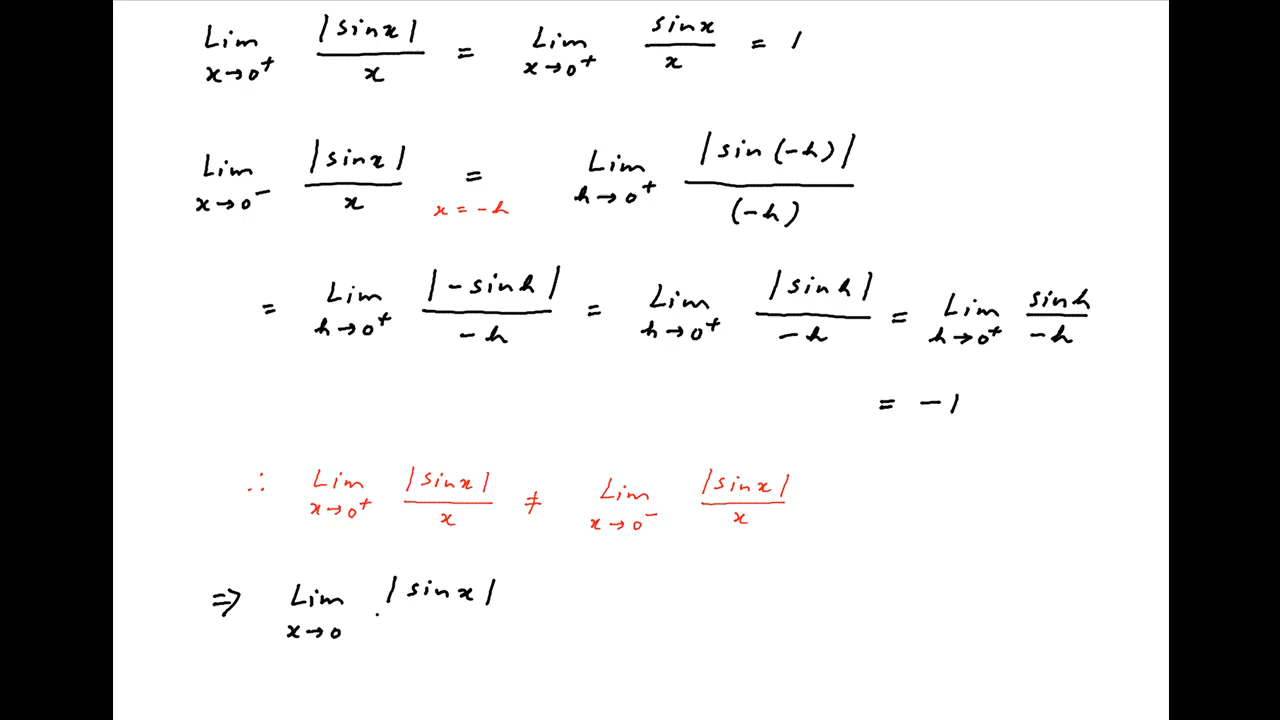 Lim x→0⁺ |sinx|/x = Lim x→0⁺ sinx/x = 1
Lim x→0⁻ |sinx|/x = x = -h Lim h→0⁺ |sin(-h)|/(-h)
= Lim h→0⁺ |-sinh|/-h = Lim h→0⁺ |sinh|/-h = Lim h→0⁺ sinh/-h
= -1
∴ Lim x→0⁺ |sinx|/x ≠ Lim x→0⁻ |sinx|/x
⇒ Lim x→0 |sinx|